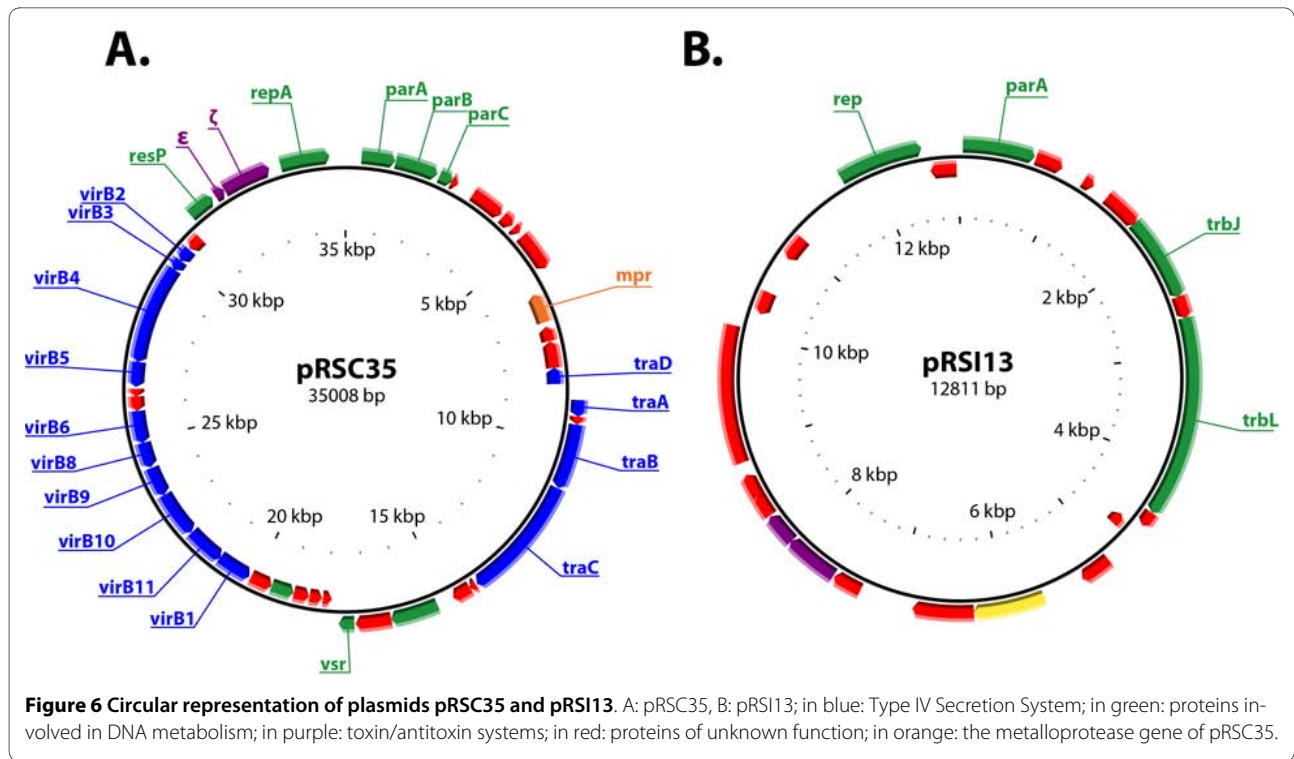 A.
B.
repA
parA
parB
parC
ζ
ε
resP
virB2
virB3
virB4
virB5
virB6
virB8
virB9
virB10
virB11
virB1
vsr
mpr
traD
traA
traB
traC
35 kbp
5 kbp
10 kbp
15 kbp
20 kbp
25 kbp
30 kbp
pRSC35
35008 bp
rep
parA
trbJ
trbL
12 kbp
2 kbp
4 kbp
6 kbp
8 kbp
10 kbp
pRSI13
12811 bp
Figure 6 Circular representation of plasmids pRSC35 and pRSI13. A: pRSC35, B: pRSI13; in blue: Type IV Secretion System; in green: proteins in-
volved in DNA metabolism; in purple: toxin/antitoxin systems; in red: proteins of unknown function; in orange: the metalloprotease gene of pRSC35.